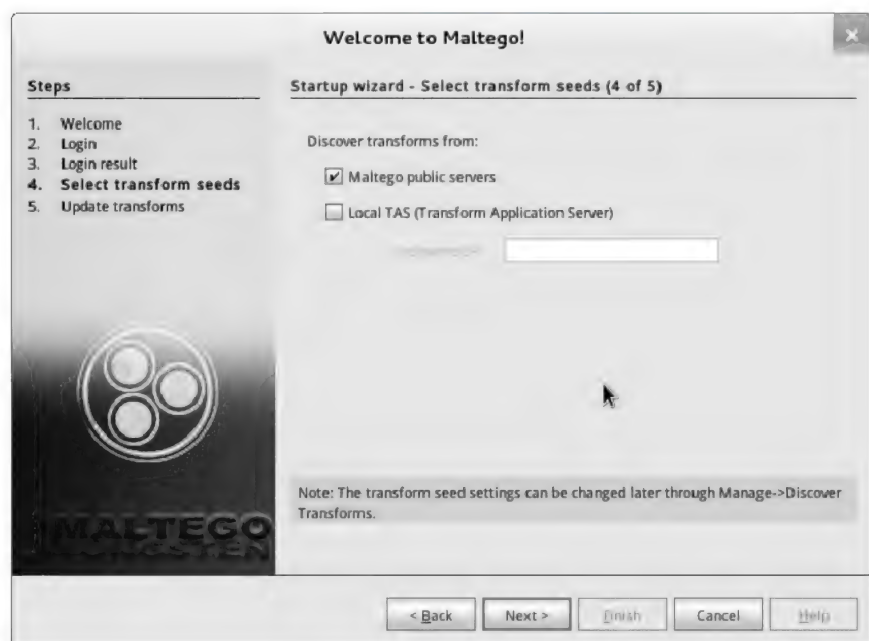 Welcome to Maltego!
Steps
1. Welcome
2. Login
3. Login result
4. Select transform seeds
5. Update transforms
Startup wizard - Select transform seeds (4 of 5)
Discover transforms from:
Maltego public servers
Local TAS (Transform Application Server)
Note: The transform seed settings can be changed later through Manage->Discover
Transforms.
MALTEGO
TUNGSTEN
< Back
Next >
Finish
Cancel
Help